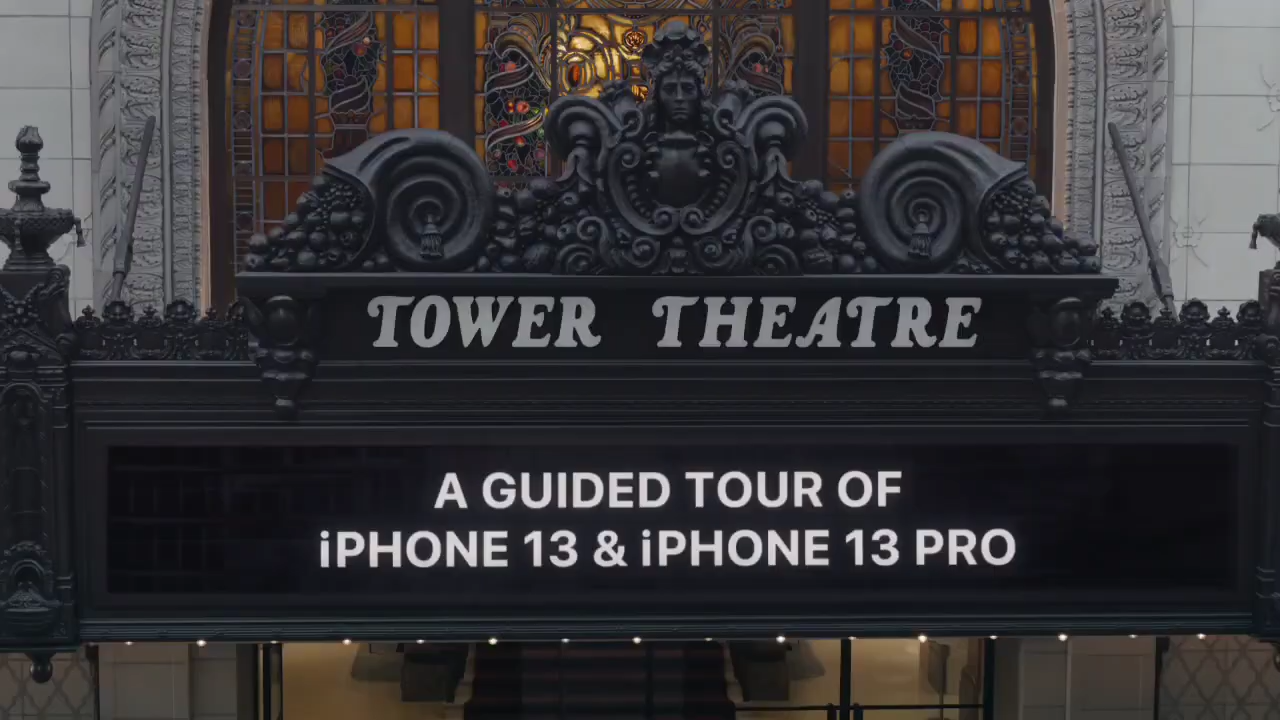 TOWER THEATRE
A GUIDED TOUR OF
iPHONE 13 & iPHONE 13 PRO